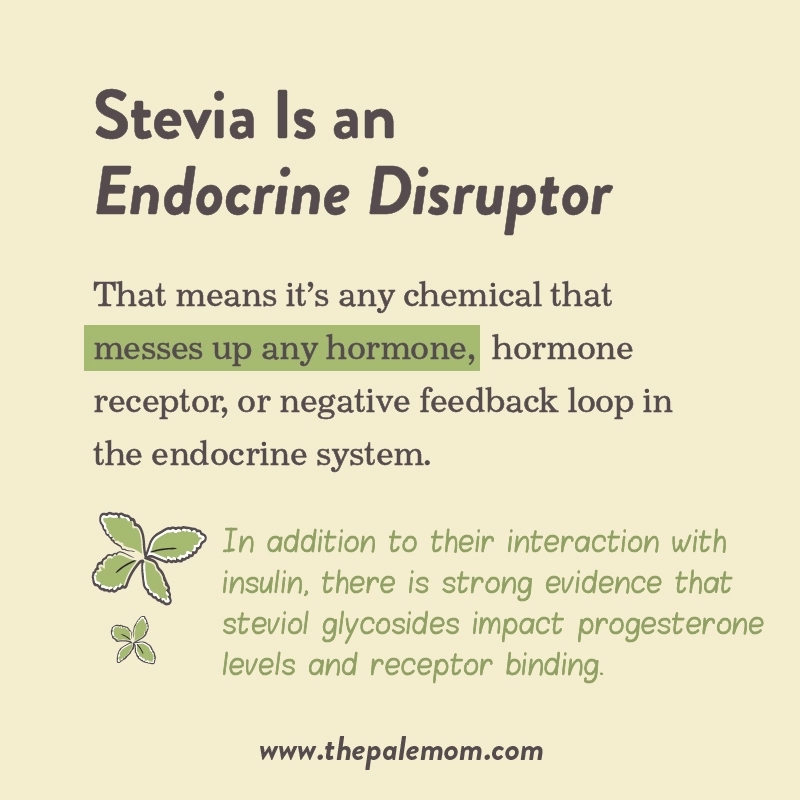 Stevia Is an
Endocrine Disruptor
That means it's any chemical that
messes up any hormone, hormone
receptor, or negative feedback loop in
the endocrine system.
In addition to their interaction with
insulin, there is strong evidence that
steviol glycosides impact progesterone
levels and receptor binding.
www.thepalemom.com